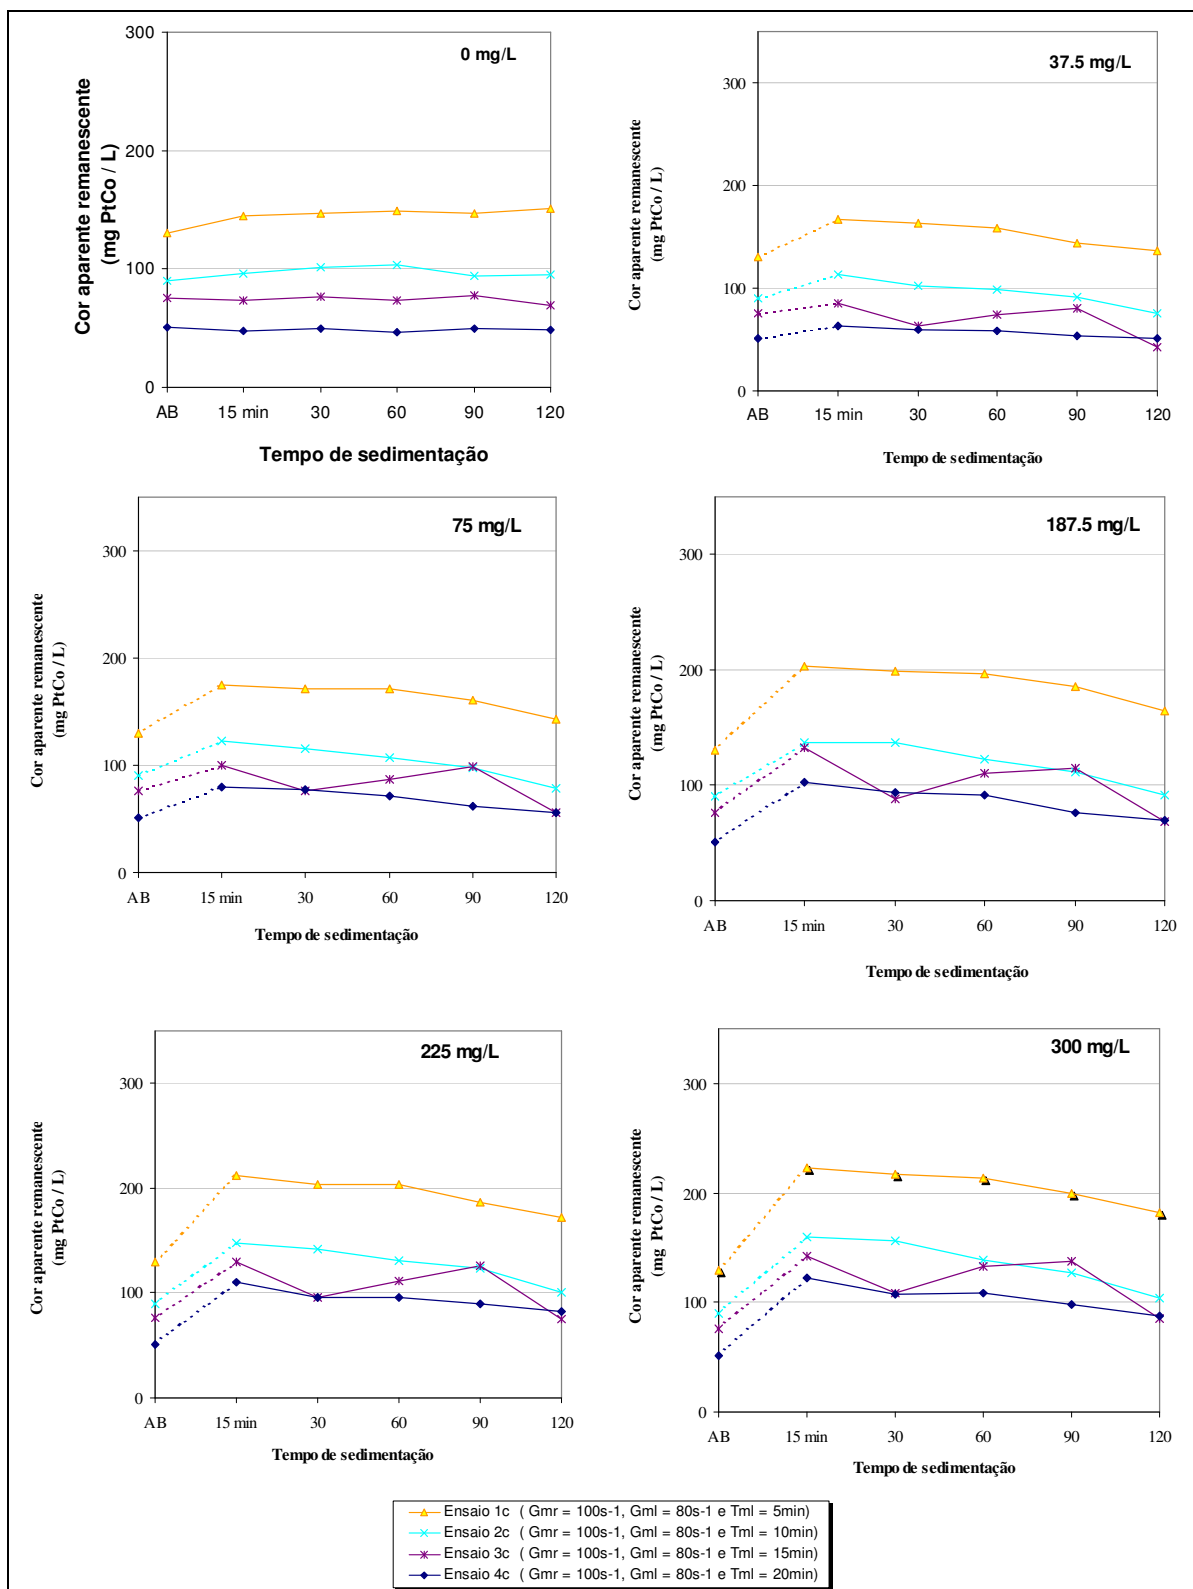 0 mg/L
Cor aparente remanescente
(mg PtCo / L)
300
200
100
0
AB 15 min 30 60 90 120
Tempo de sedimentação
37.5 mg/L
Cor aparente remanescente
(mg PtCo / L)
300
200
100
0
AB 15 min 30 60 90 120
Tempo de sedimentação
75 mg/L
Cor aparente remanescente
(mg PtCo / L)
300
200
100
0
AB 15 min 30 60 90 120
Tempo de sedimentação
187.5 mg/L
Cor aparente remanescente
(mg PtCo / L)
300
200
100
0
AB 15 min 30 60 90 120
Tempo de sedimentação
225 mg/L
Cor aparente remanescente
(mg PtCo / L)
300
200
100
0
AB 15 min 30 60 90 120
Tempo de sedimentação
300 mg/L
Cor aparente remanescente
(mg PtCo / L)
300
200
100
0
AB 15 min 30 60 90 120
Tempo de sedimentação
Ensaio 1c ( Gmr = 100s-1, Gml = 80s-1 e Tml = 5min)
Ensaio 2c ( Gmr = 100s-1, Gml = 80s-1 e Tml = 10min)
Ensaio 3c ( Gmr = 100s-1, Gml = 80s-1 e Tml = 15min)
Ensaio 4c ( Gmr = 100s-1, Gml = 80s-1 e Tml = 20min)